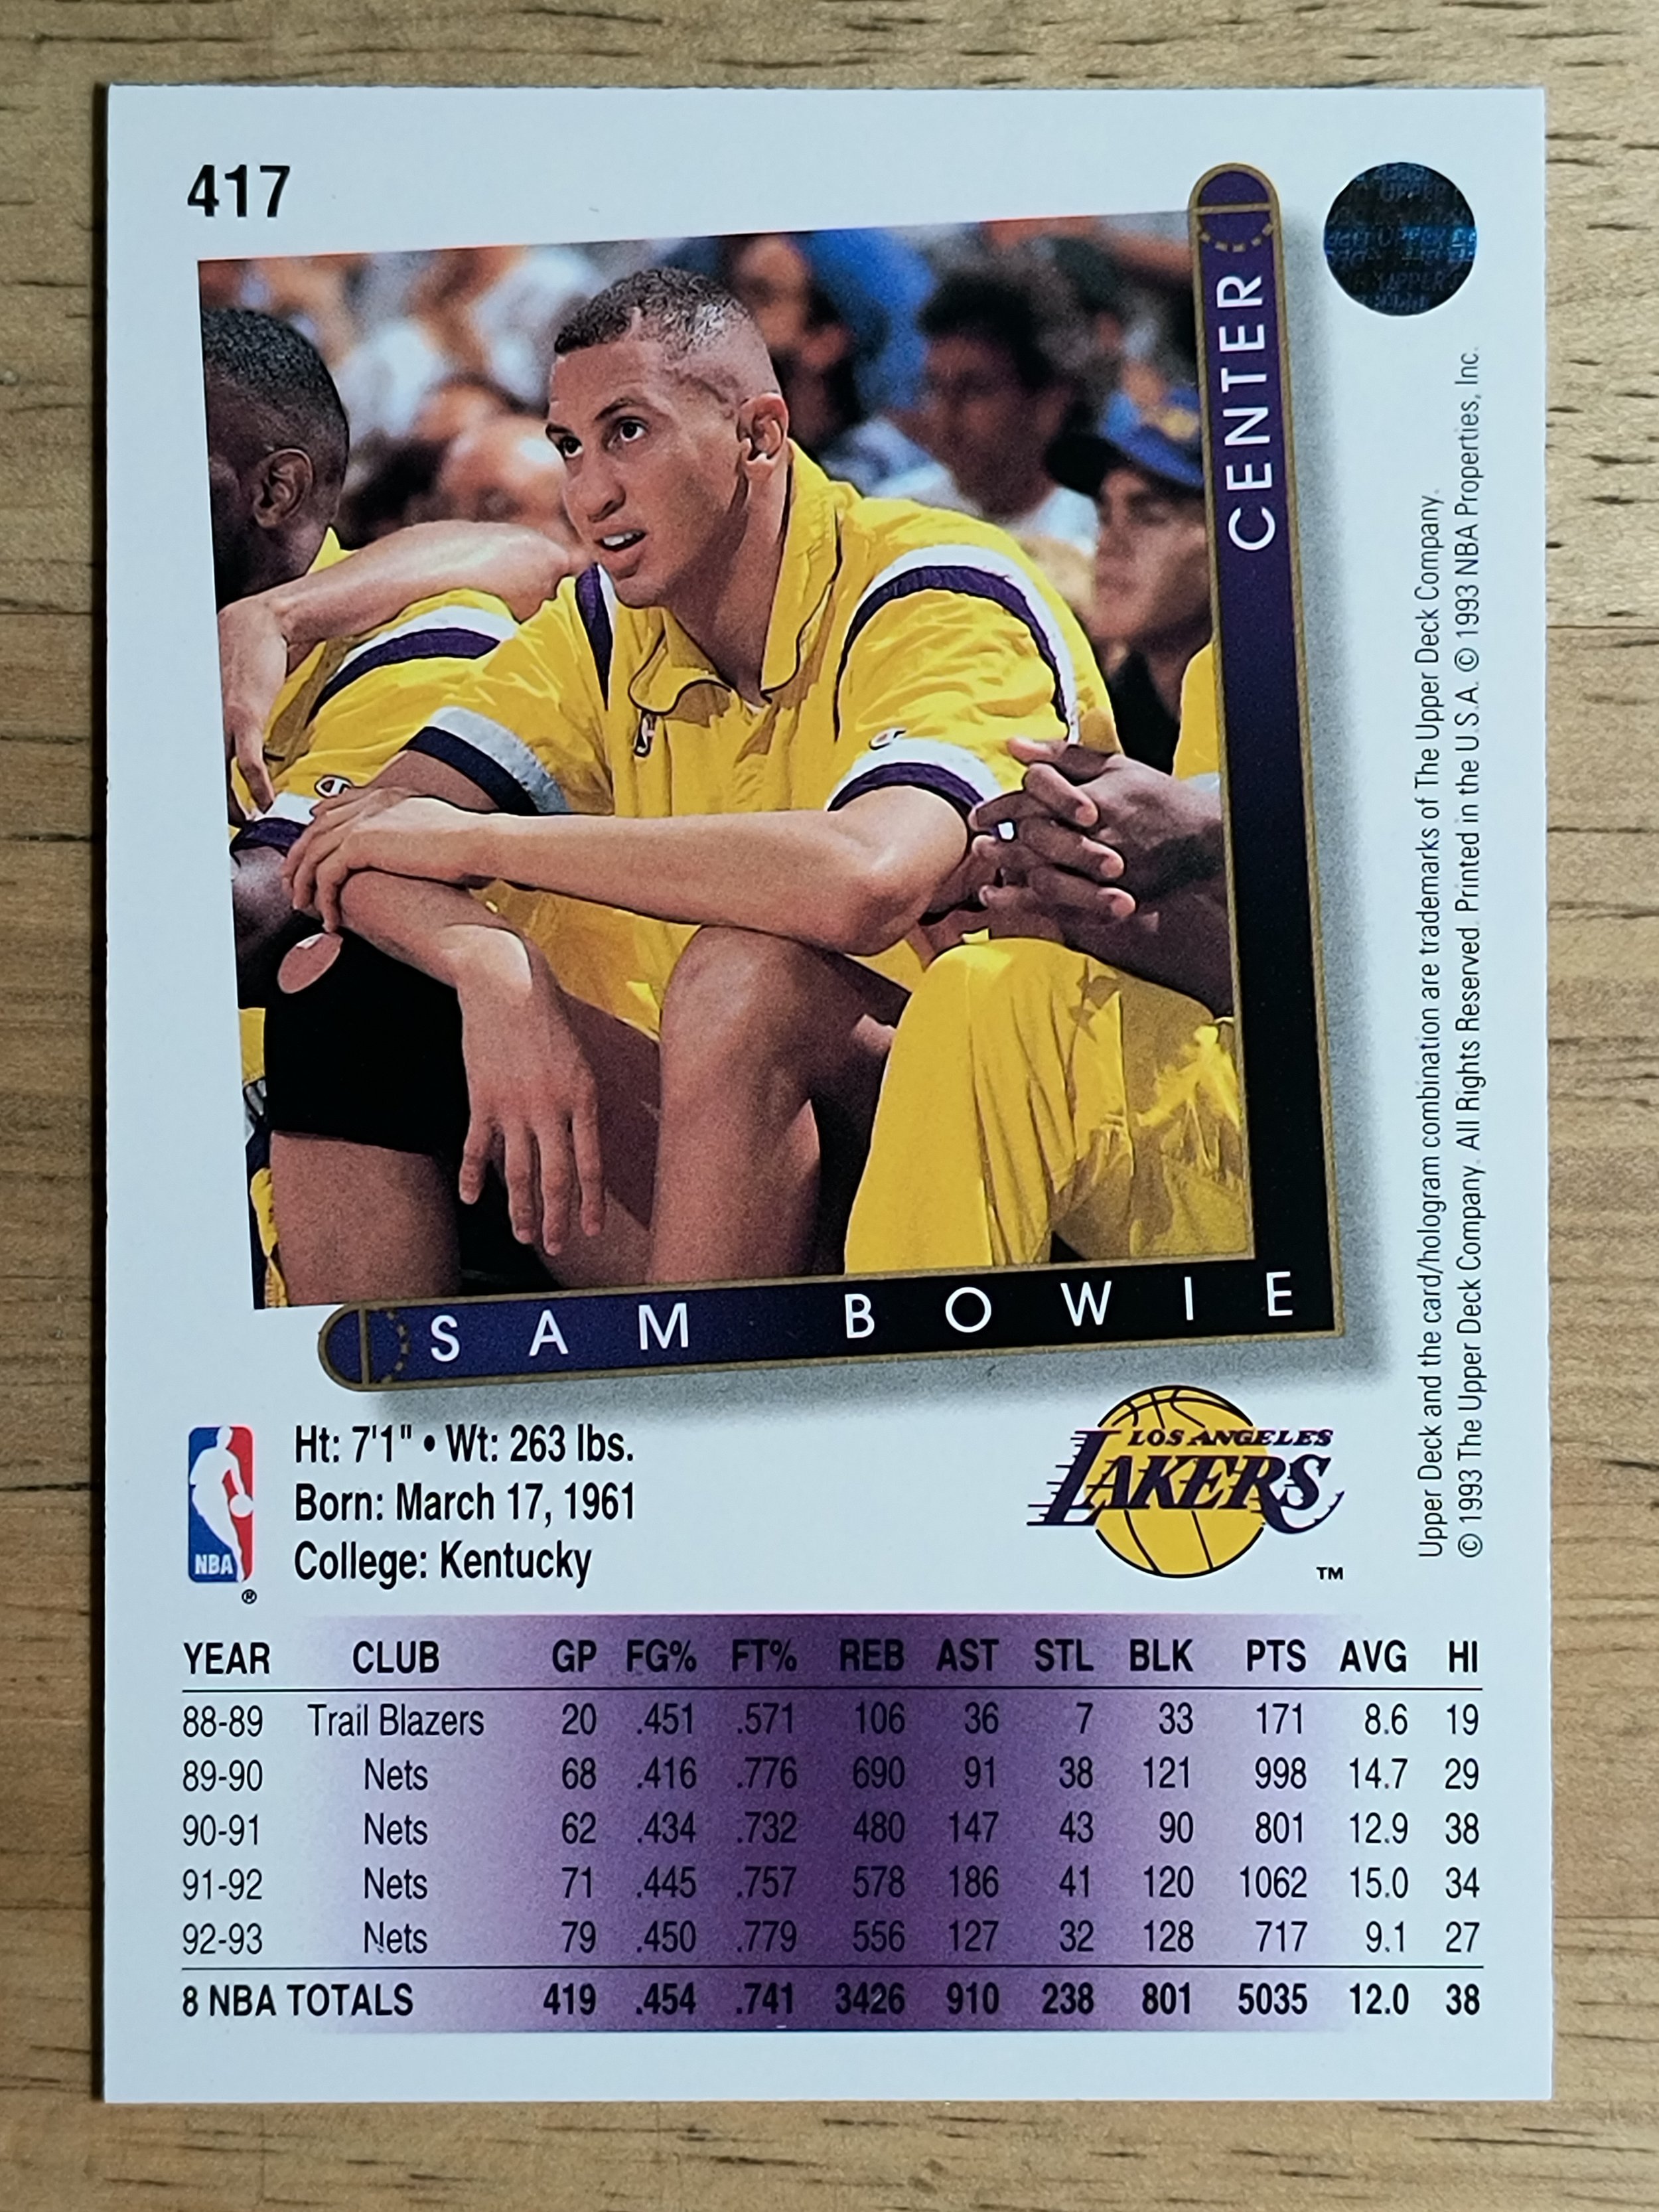 417
CENTER
SAM BOWIE
Ht: 7'1" • Wt: 263 lbs.
Born: March 17, 1961
College: Kentucky
NBA
®
LOS ANGELES
LAKERS
TM
Upper Deck and the card/hologram combination are trademarks of The Upper Deck Company.
© 1993 The Upper Deck Company. All Rights Reserved. Printed in the U.S.A. © 1993 NBA Properties, Inc.
YEAR CLUB GP FG% FT% REB AST STL BLK PTS AVG HI
88-89 Trail Blazers 20 .451 .571 106 36 7 33 171 8.6 19
89-90 Nets 68 .416 .776 690 91 38 121 998 14.7 29
90-91 Nets 62 .434 .732 480 147 43 90 801 12.9 38
91-92 Nets 71 .445 .757 578 186 41 120 1062 15.0 34
92-93 Nets 79 .450 .779 556 127 32 128 717 9.1 27
8 NBA TOTALS 419 .454 .741 3426 910 238 801 5035 12.0 38